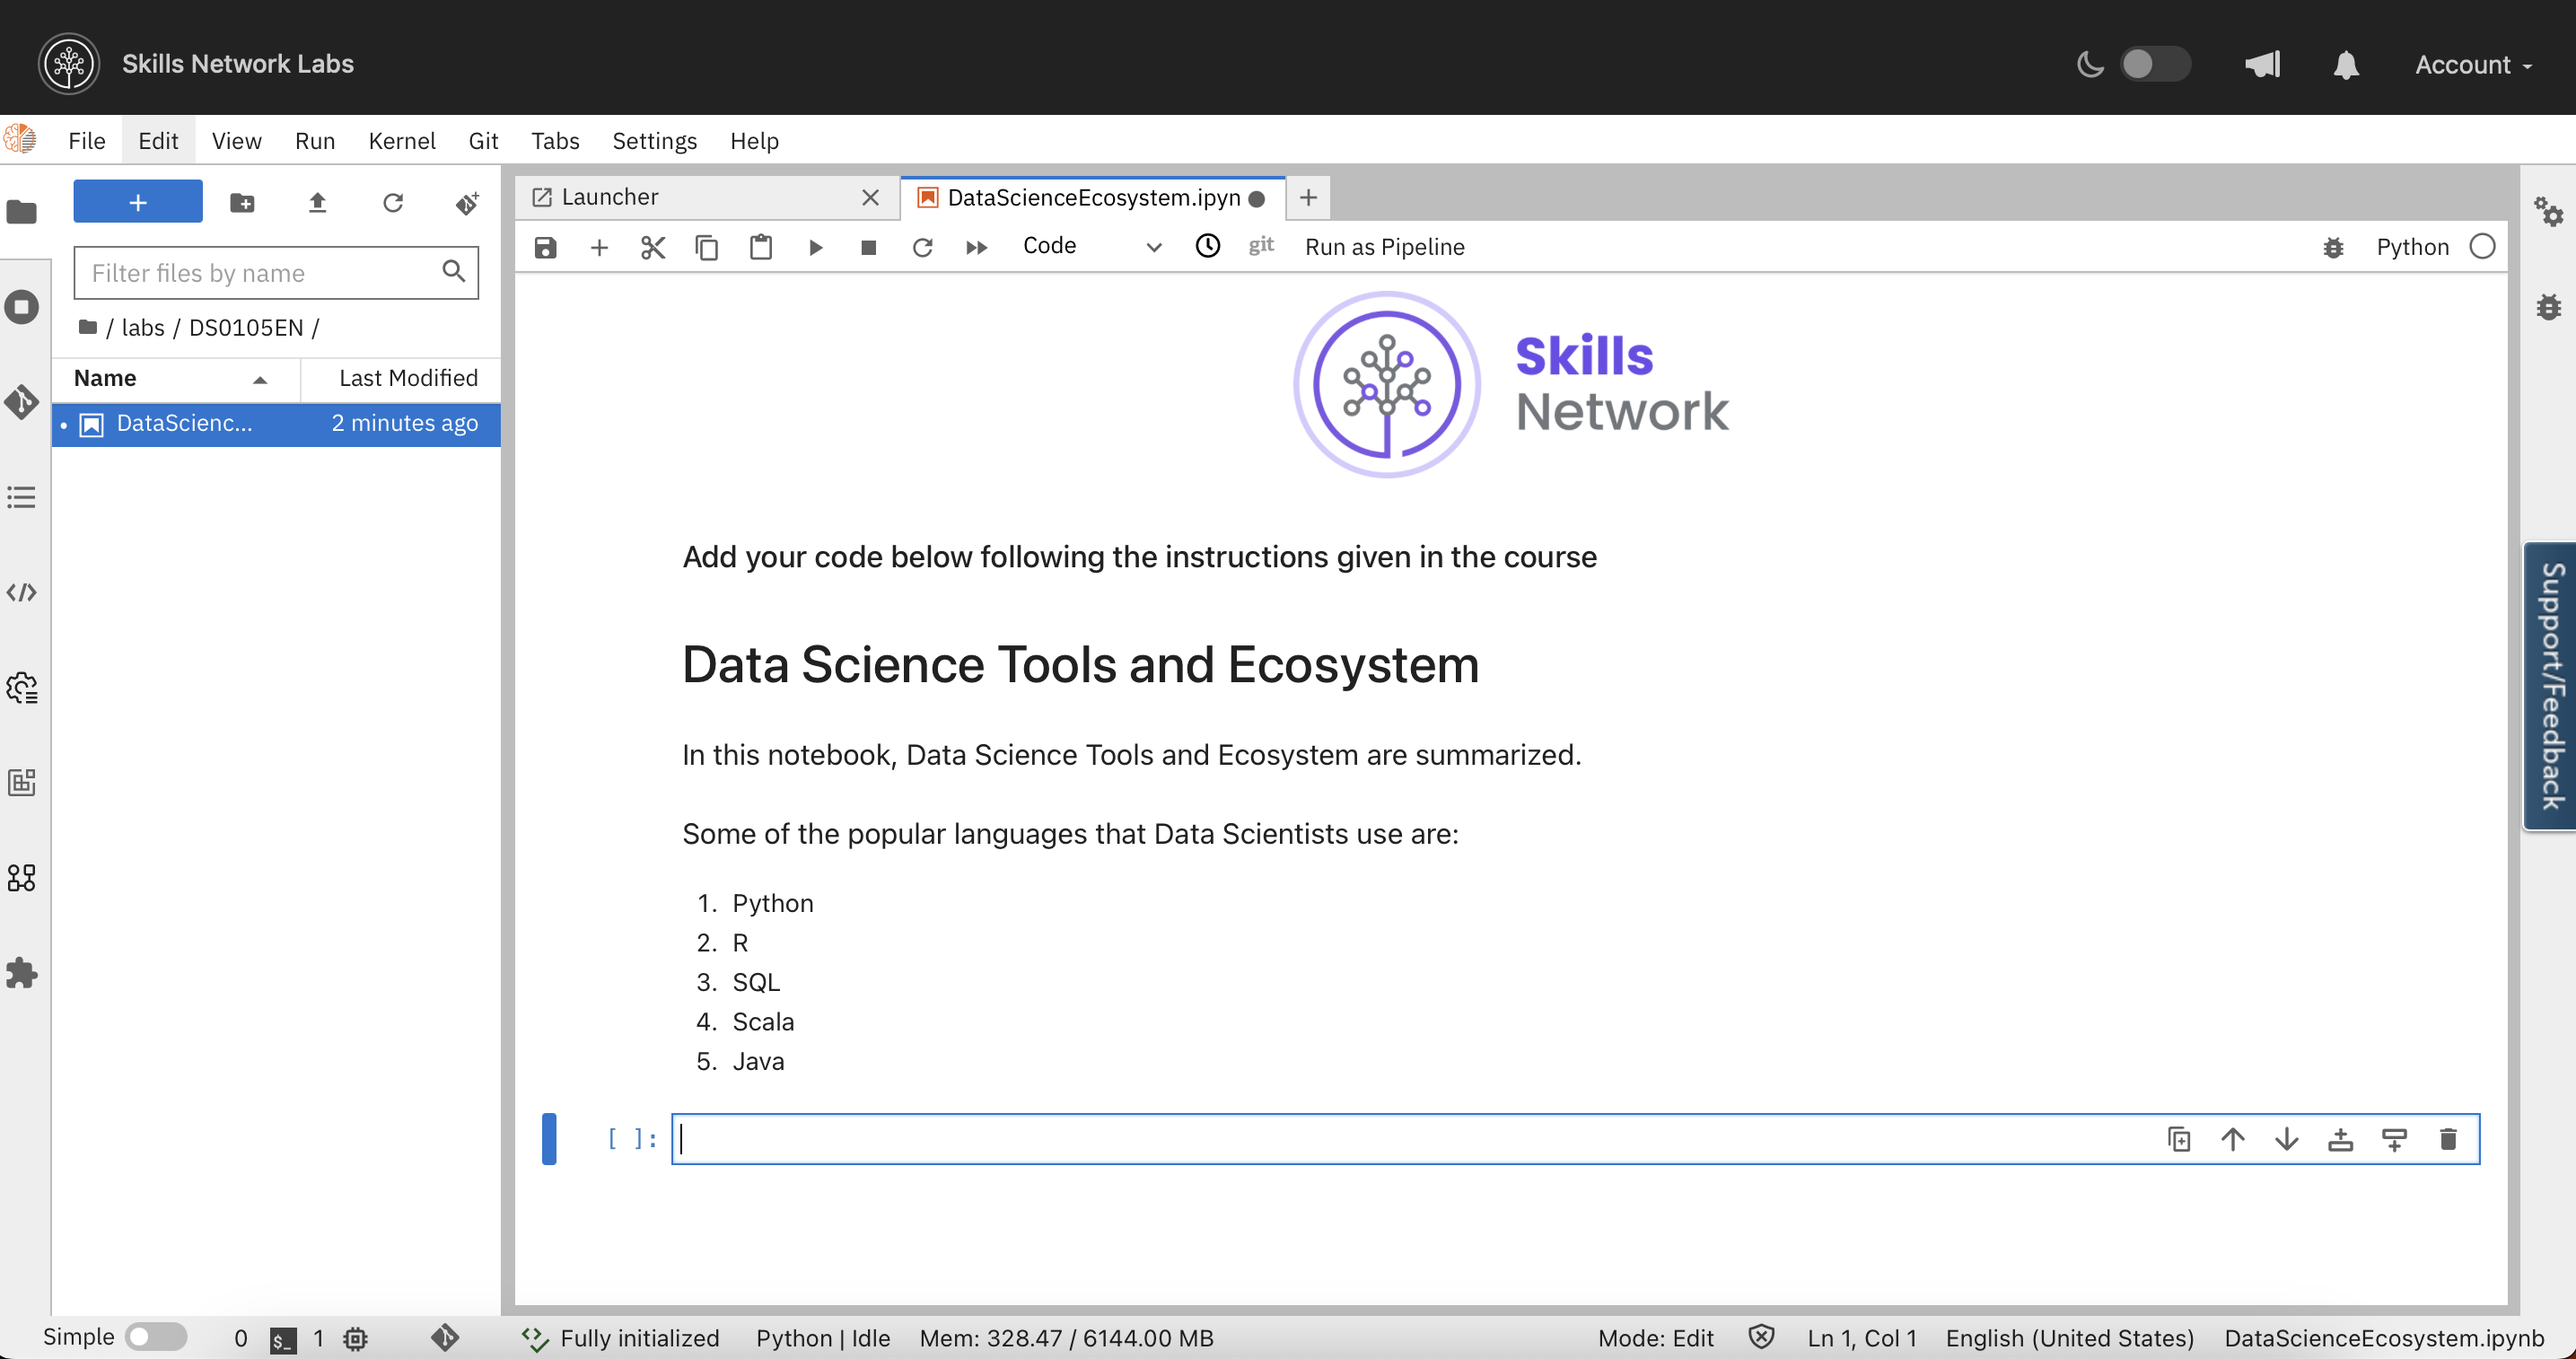 Skills Network Labs
Account
File Edit View Run Kernel Git Tabs Settings Help
+
Filter files by name
/ labs / DS0105EN /
Name Last Modified
DataScienc... 2 minutes ago
Launcher
DataScienceEcosystem.ipyn
Code
git
Run as Pipeline
Python
Skills
Network
Add your code below following the instructions given in the course
Data Science Tools and Ecosystem
In this notebook, Data Science Tools and Ecosystem are summarized.
Some of the popular languages that Data Scientists use are:
1. Python
2. R
3. SQL
4. Scala
5. Java
[ ]:
Support/Feedback
Simple 0 $_ 1 Fully initialized Python | Idle Mem: 328.47 / 6144.00 MB Mode: Edit Ln 1, Col 1 English (United States) DataScienceEcosystem.ipynb